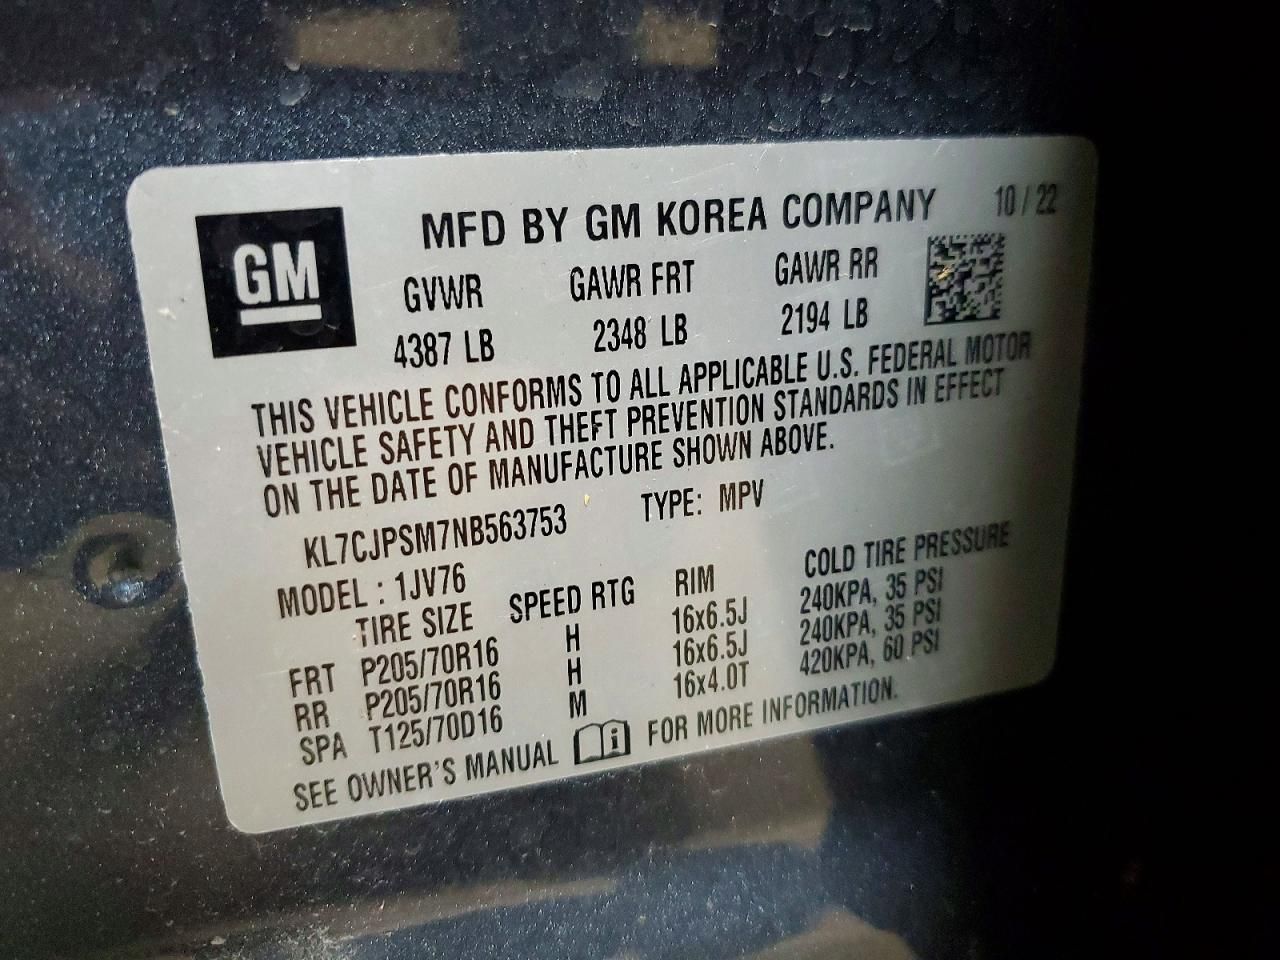 GM
MFD BY GM KOREA COMPANY 10 / 22
GVWR GAWR FRT GAWR RR
4387 LB 2348 LB 2194 LB
THIS VEHICLE CONFORMS TO ALL APPLICABLE U.S. FEDERAL MOTOR
VEHICLE SAFETY AND THEFT PREVENTION STANDARDS IN EFFECT
ON THE DATE OF MANUFACTURE SHOWN ABOVE.
KL7CJPSM7NB563753 TYPE: MPV
MODEL : 1JV76
TIRE SIZE SPEED RTG RIM COLD TIRE PRESSURE
FRT P205/70R16 H 16x6.5J 240KPA, 35 PSI
RR P205/70R16 H 16x6.5J 240KPA, 35 PSI
SPA T125/70D16 M 16x4.0T 420KPA, 60 PSI
SEE OWNER'S MANUAL i FOR MORE INFORMATION.